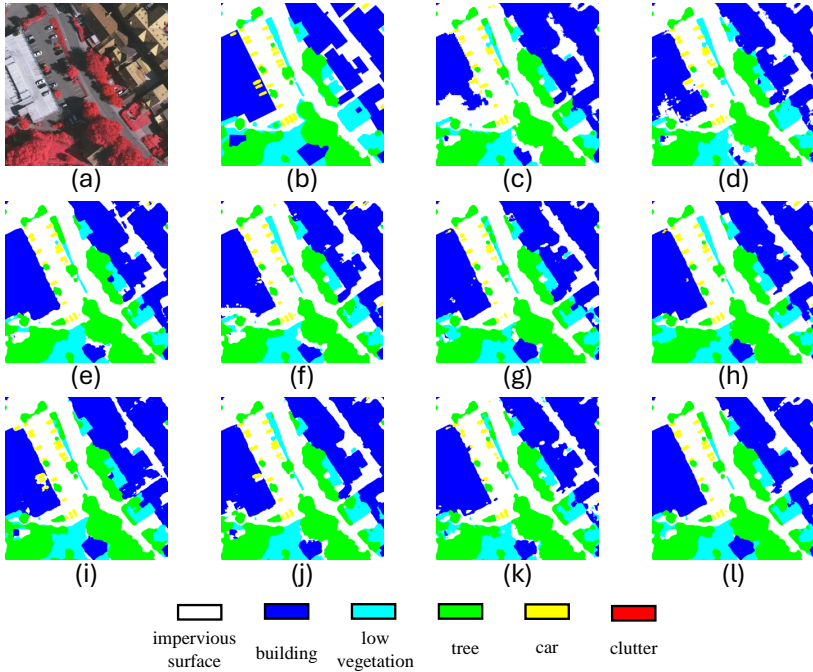 (a) (b) (c) (d)
(e) (f) (g) (h)
(i) (j) (k) (l)
impervious surface
building
low vegetation
tree
car
clutter